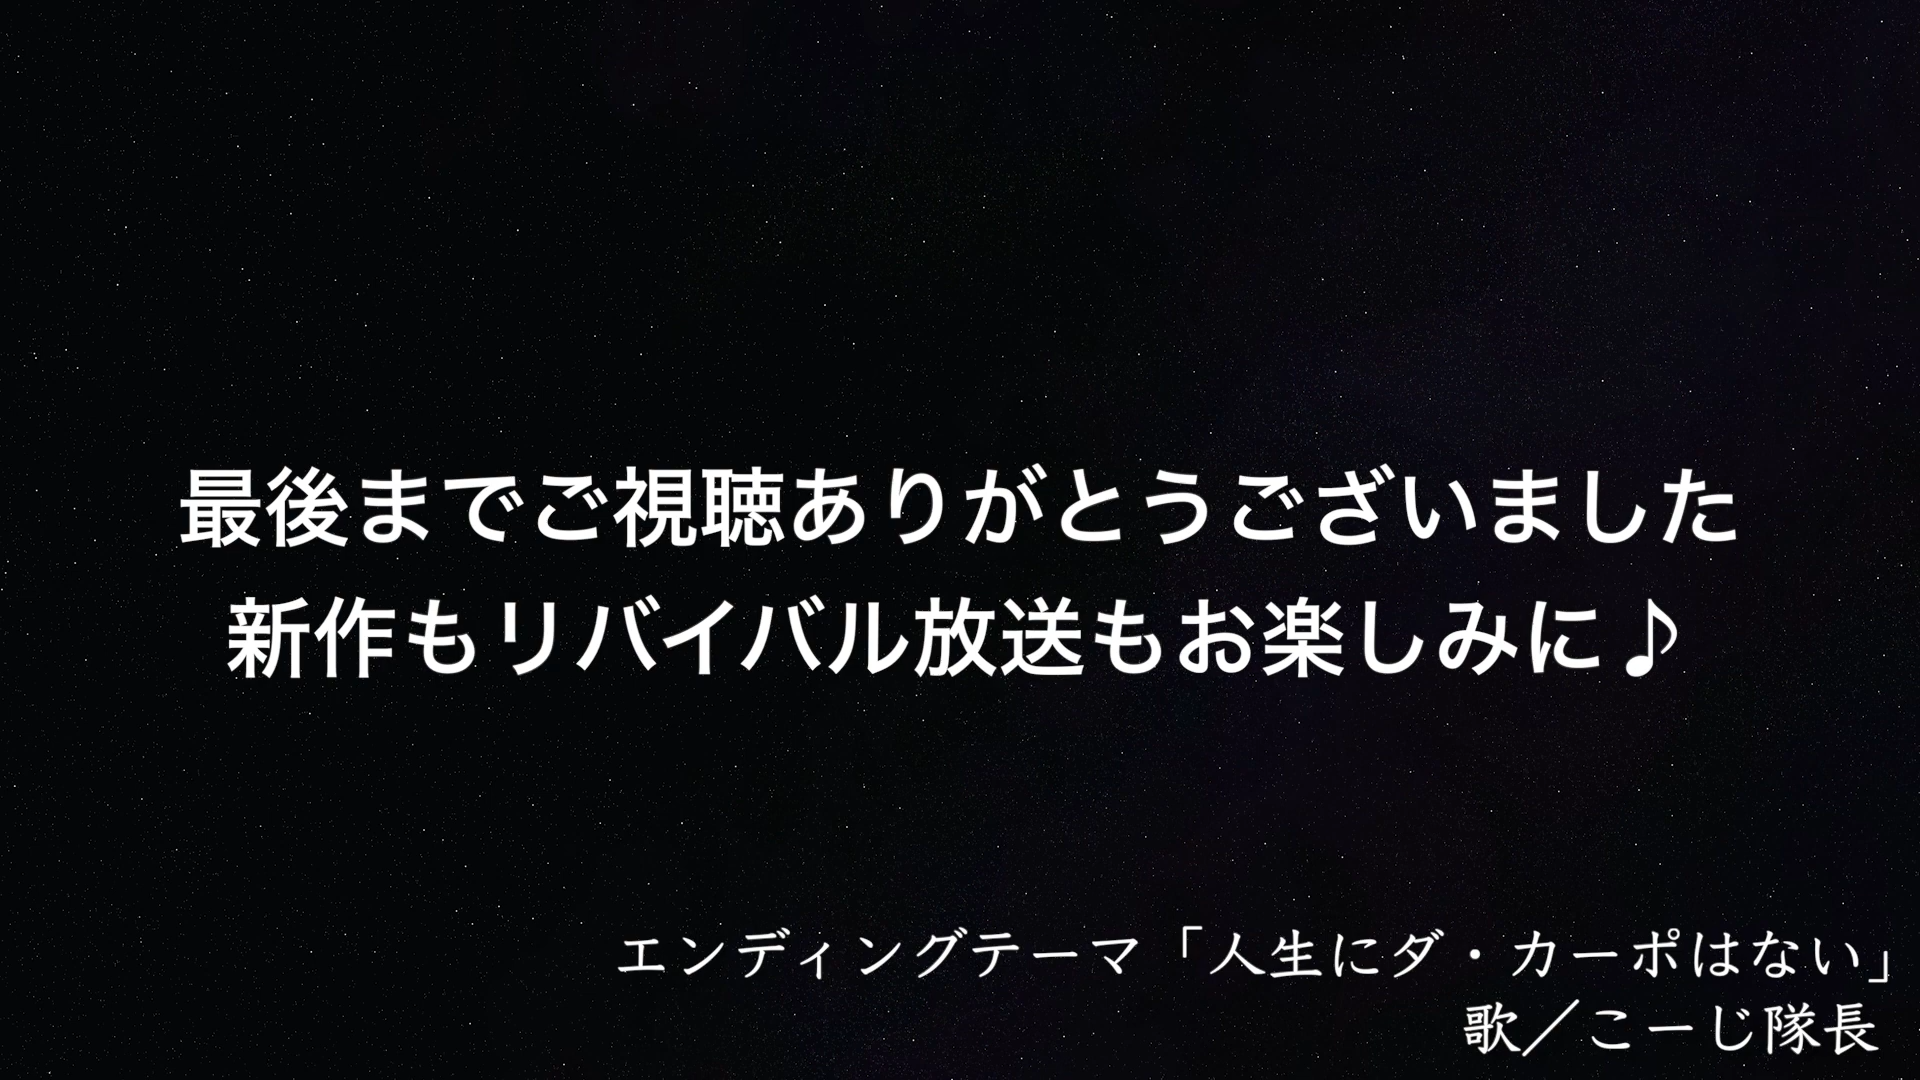 最後までご視聴ありがとうございました
新作もリバイバル放送もお楽しみに♪
エンディングテーマ「人生にダ・カーポはない」
歌／こーじ隊長